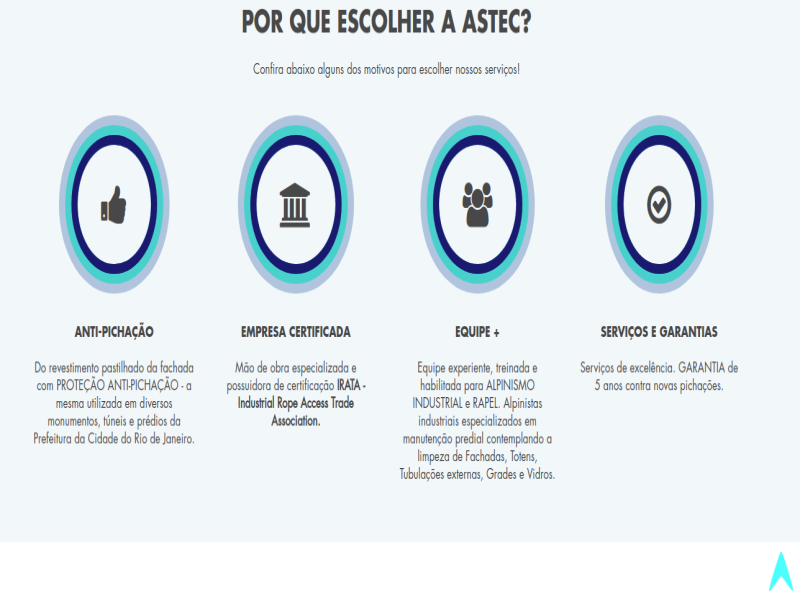 POR QUE ESCOLHER A ASTEC?
Confira abaixo alguns dos motivos para escolher nossos serviços!
ANTI-PICHAÇÃO
Do revestimento pastilhado da fachada
com PROTEÇÃO ANTI-PICHAÇÃO - a
mesma utilizada em diversos
monumentos, túneis e prédios da
Prefeitura da Cidade do Rio de Janeiro.
EMPRESA CERTIFICADA
Mão de obra especializada e
possuidora de certificação IRATA -
Industrial Rope Access Trade
Association.
EQUIPE +
Equipe experiente, treinada e
habilitada para ALPINISMO
INDUSTRIAL e RAPEL. Alpinistas
industriais especializados em
manutenção predial contemplando a
limpeza de Fachadas, Totens,
Tubulações externas, Grades e Vidros.
SERVIÇOS E GARANTIAS
Serviços de excelência. GARANTIA de
5 anos contra novas pichações.